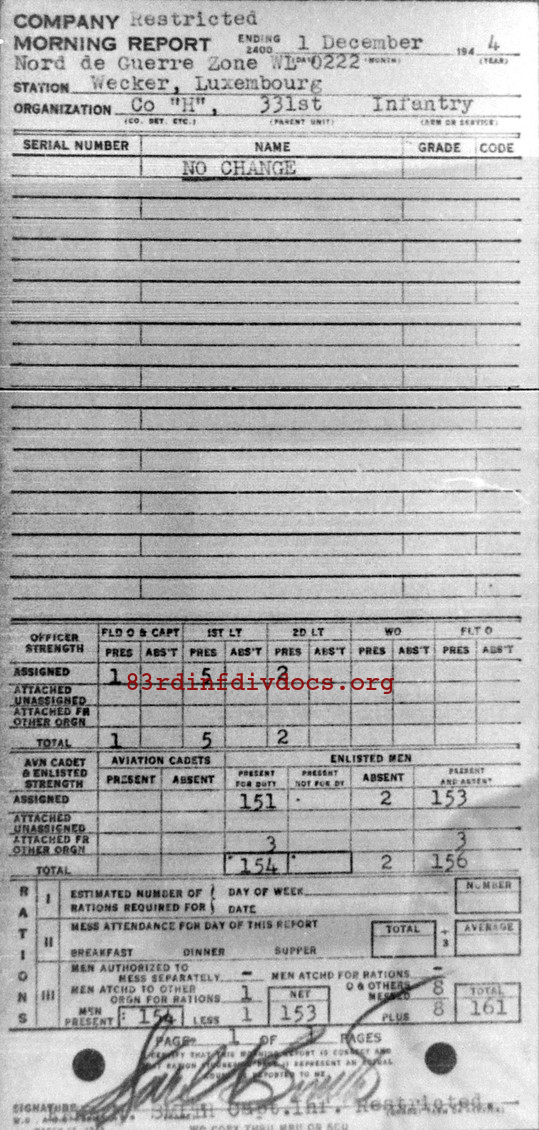 COMPANY Restricted
MORNING REPORT ENDING 2400 1 December 194 4
Nord de Guerre Zone WL 0222 (MONTH) (YEAR)
STATION Wecker, Luxembourg
ORGANIZATION Co "H", 331st Infantry
(CO. DET. ETC.) (PARENT UNIT) (ARM OR SERVICE)
SERIAL NUMBER NAME GRADE CODE
NO CHANGE
OFFICER STRENGTH FLD O & CAPT 1ST LT 2D LT WO FLT O
PRES ABS'T PRES ABS'T PRES ABS'T PRES ABS'T PRES ABS'T
ASSIGNED 1 5 2
83rdinfdivdocs.org
ATTACHED UNASSIGNED
ATTACHED FR OTHER ORGN
TOTAL 1 5 2
AVN CADET & ENLISTED STRENGTH AVIATION CADETS ENLISTED MEN
PRESENT ABSENT PRESENT FOR DUTY PRESENT NOT FOR DY ABSENT PRESENT AND ABSENT
ASSIGNED 151 2 153
ATTACHED UNASSIGNED
ATTACHED FR OTHER ORGN 3 3
TOTAL 154 2 156
RATIONS
I ESTIMATED NUMBER OF RATIONS REQUIRED FOR DAY OF WEEK DATE NUMBER
II MESS ATTENDANCE FOR DAY OF THIS REPORT TOTAL ÷ 3 AVERAGE
BREAKFAST DINNER SUPPER
III MEN AUTHORIZED TO MESS SEPARATELY — MEN ATCHD FOR RATIONS —
MEN ATCHD TO OTHER ORGN FOR RATIONS 1 NET O & OTHERS MESSED 8 TOTAL
MEN PRESENT 154 LESS 1 153 PLUS 8 161
PAGE 1 OF 1 PAGES
I CERTIFY THAT THIS MORNING REPORT IS CORRECT AND
SIGNATURE Capt. Inf. Restricted